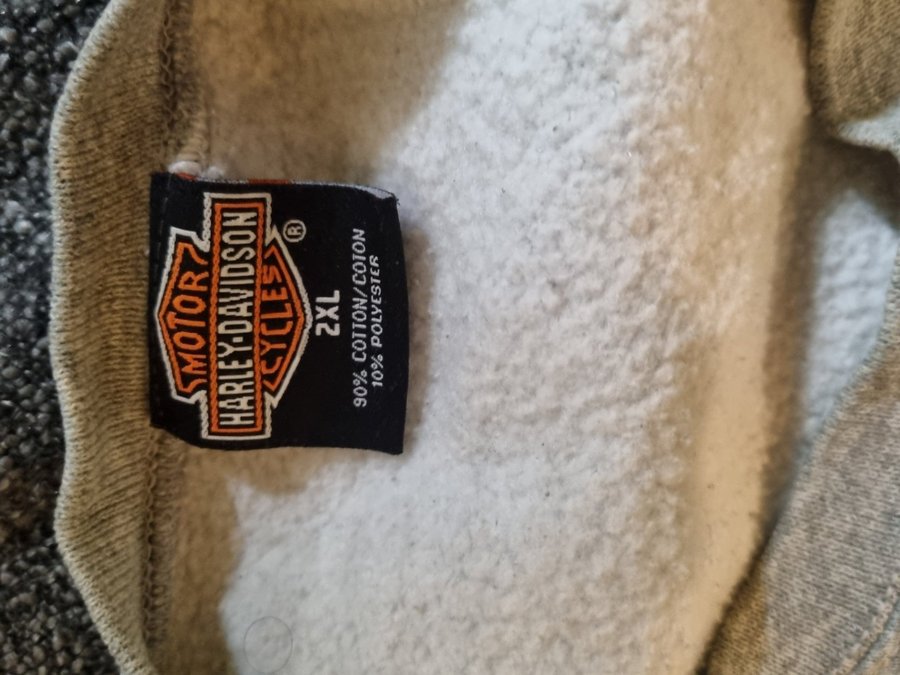 MOTOR
HARLEY-DAVIDSON
CYCLES
®
2XL
90% COTTON/COTON
10% POLYESTER